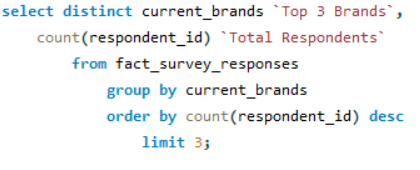 select distinct current_brands `Top 3 Brands`,
count(respondent_id) `Total Respondents`
from fact_survey_responses
group by current_brands
order by count(respondent_id) desc
limit 3;